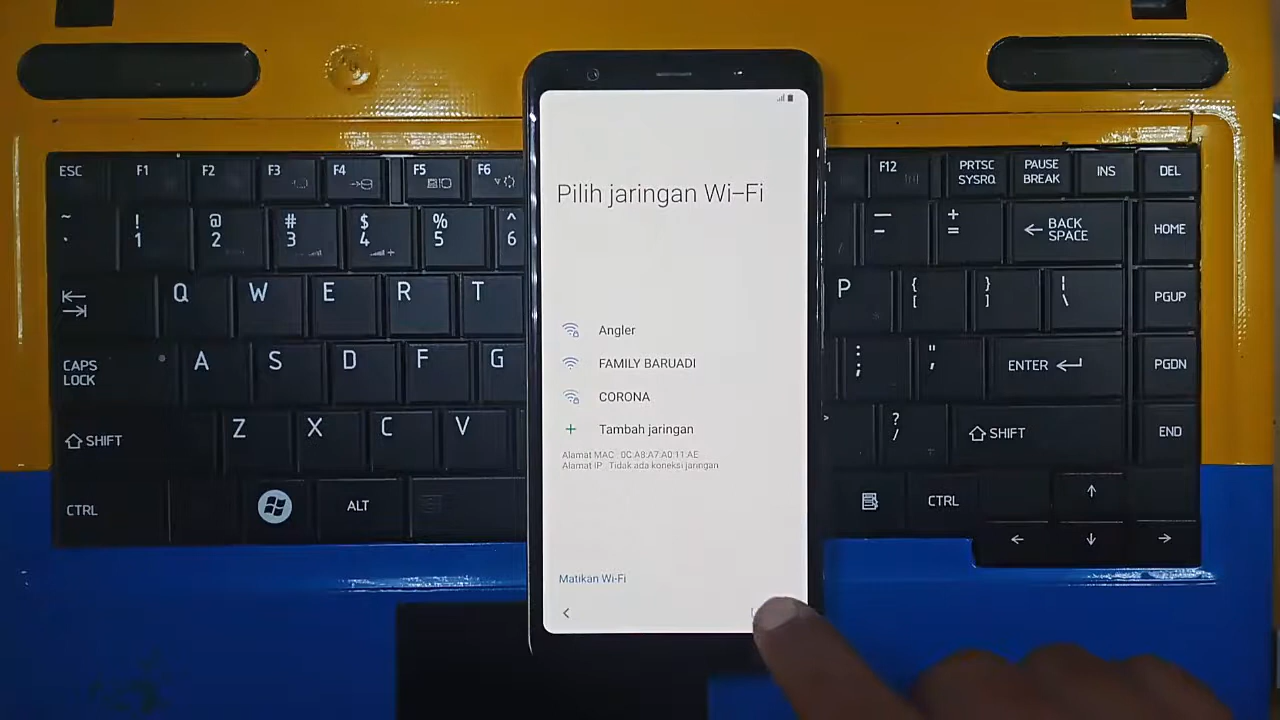 Pilih jaringan Wi-Fi
Angler
FAMILY BARUADI
CORONA
Tambah jaringan
Alamat MAC 0C:A8:A7:A0:11:AE
Alamat IP Tidak ada koneksi jaringan
Matikan Wi-Fi
ESC F1 F2 F3 F4 F5 F6
F12 PRTSC SYSRQ PAUSE BREAK INS DEL
~ ! 1 @ 2 # 3 $ 4 % 5 ^ 6
— - + = BACK SPACE HOME
Q W E R T
P { [ } ] | \ PGUP
CAPS LOCK A S D F G
: ; " ' ENTER PGDN
SHIFT Z X C V
> ? / SHIFT END
CTRL ALT
CTRL